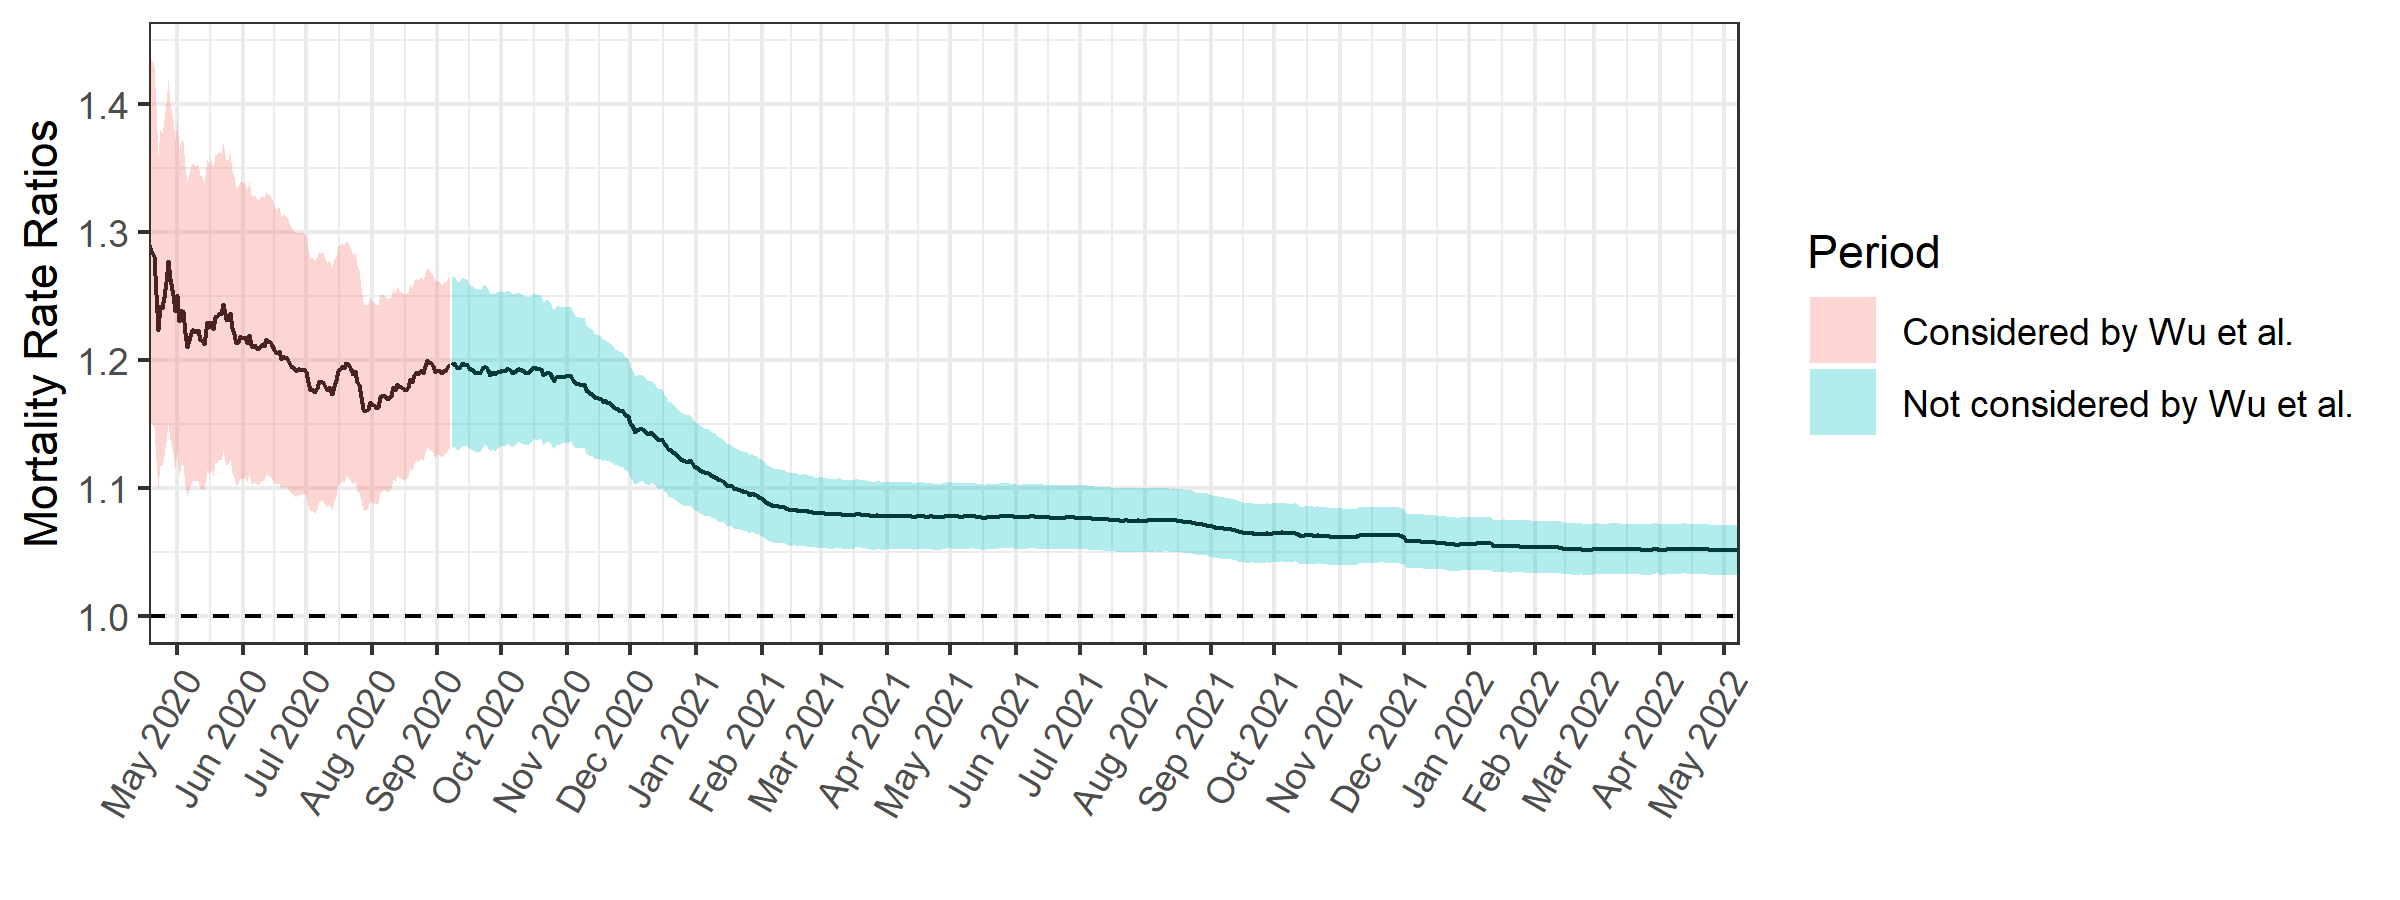 Mortality Rate Ratios
1.4
1.3
1.2
1.1
1.0
May 2020
Jun 2020
Jul 2020
Aug 2020
Sep 2020
Oct 2020
Nov 2020
Dec 2020
Jan 2021
Feb 2021
Mar 2021
Apr 2021
May 2021
Jun 2021
Jul 2021
Aug 2021
Sep 2021
Oct 2021
Nov 2021
Dec 2021
Jan 2022
Feb 2022
Mar 2022
Apr 2022
May 2022
Period
Considered by Wu et al.
Not considered by Wu et al.